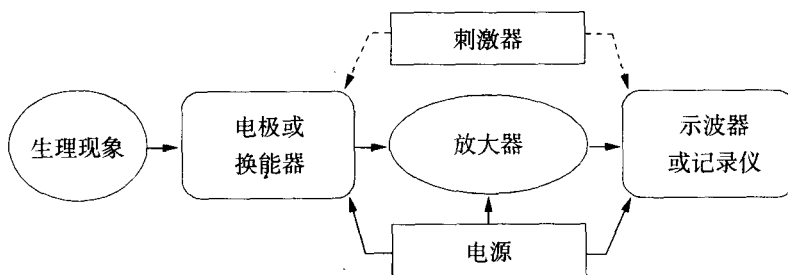 刺激器
生理现象
电极或
换能器
放大器
示波器
或记录仪
电源